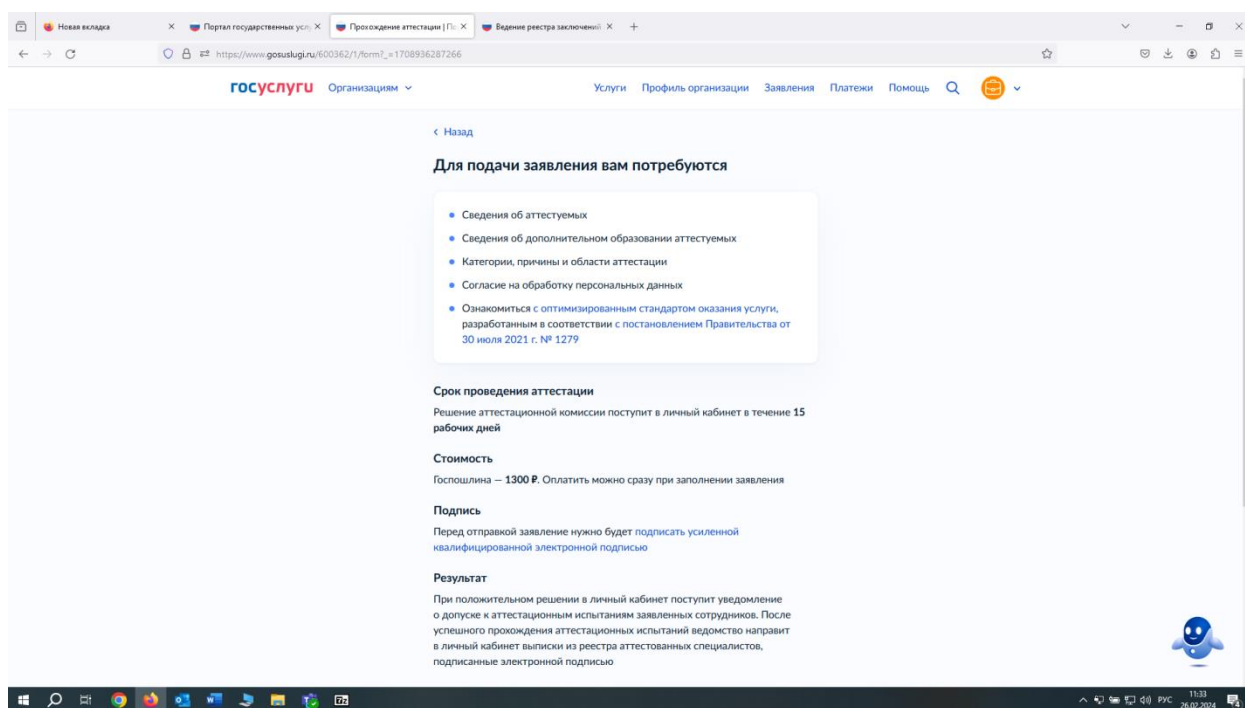 Новая вкладка
Портал государственных услу
Прохождение аттестации | По
Ведение реестра заключений
https://www.gosuslugi.ru/600362/1/form?_=1708936287266
госуслуги Организациям
Услуги Профиль организации Заявления Платежи Помощь
Назад
Для подачи заявления вам потребуются
Сведения об аттестуемых
Сведения об дополнительном образовании аттестуемых
Категории, причины и области аттестации
Согласие на обработку персональных данных
Ознакомиться с оптимизированным стандартом оказания услуги,
разработанным в соответствии с постановлением Правительства от
30 июля 2021 г. № 1279
Срок проведения аттестации
Решение аттестационной комиссии поступит в личный кабинет в течение 15
рабочих дней
Стоимость
Госпошлина — 1300 ₽. Оплатить можно сразу при заполнении заявления
Подпись
Перед отправкой заявление нужно будет подписать усиленной
квалифицированной электронной подписью
Результат
При положительном решении в личный кабинет поступит уведомление
о допуске к аттестационным испытаниям заявленных сотрудников. После
успешного прохождения аттестационных испытаний ведомство направит
в личный кабинет выписки из реестра аттестованных специалистов,
подписанные электронной подписью
РУС
11:33
26.02.2024